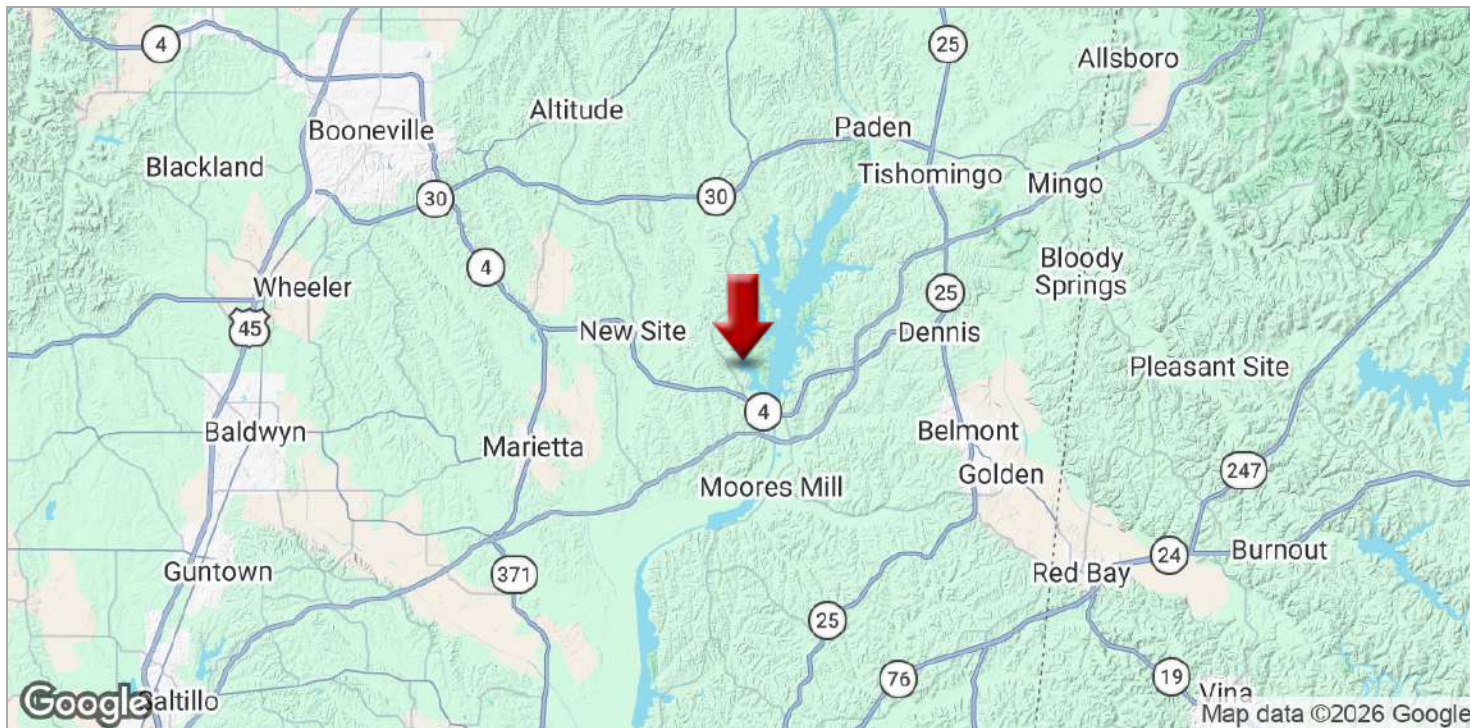 4
25
Allsboro
Altitude
Booneville
Paden
Blackland
Tishomingo
Mingo
30
30
Bloody
Springs
4
Wheeler
25
45
New Site
Dennis
Pleasant Site
4
Baldwyn
Belmont
Marietta
Golden
247
Moores Mill
Burnout
24
Guntown
371
Red Bay
25
76
19
Vina
Google
Saltillo
Map data ©2026 Google